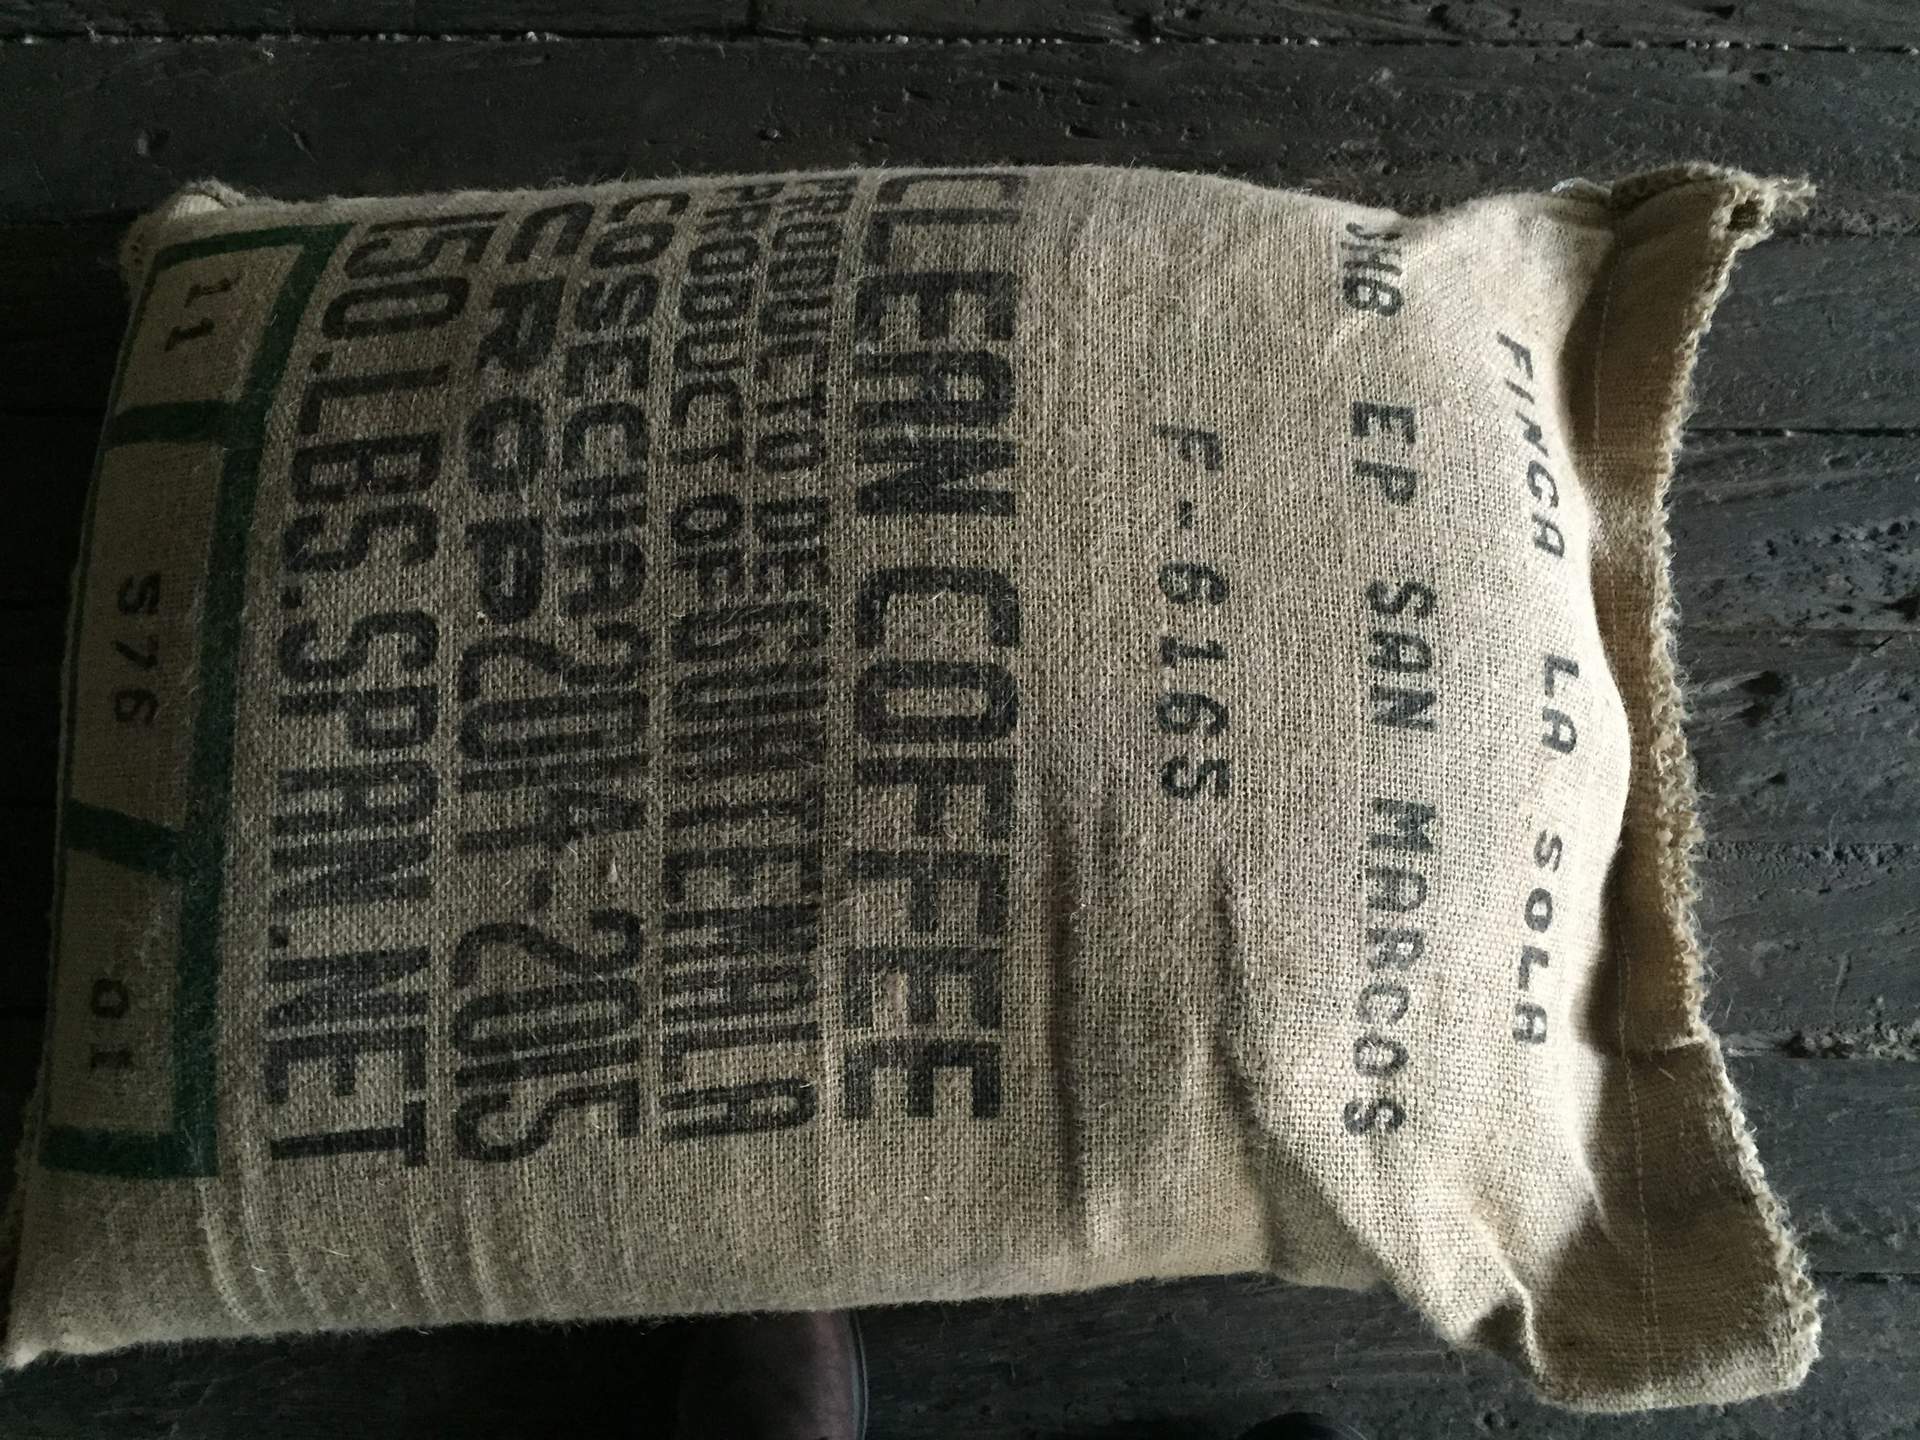 FINCA LA SOLA
SHB EP SAN MARCOS
F-6165
CLEAN COFFEE
PRODUCTO DE GUATEMALA
PRODUCT OF GUATEMALA
COSECHA 2014-2015
CROP 2014-2015
150.LBS.SPAN.NET
11 576 01